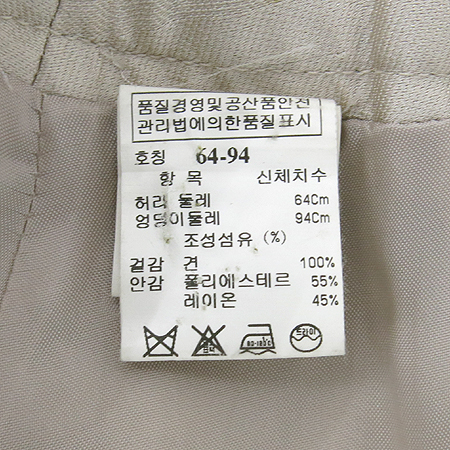 품질경영및공산품안전
관리법에의한품질표시
호칭 64-94
항 목 신체치수
허리 둘레 64Cm
엉덩이둘레 94Cm
조성섬유 (%)
겉감 견 100%
안감 폴리에스테르 55%
레이온 45%
드라이